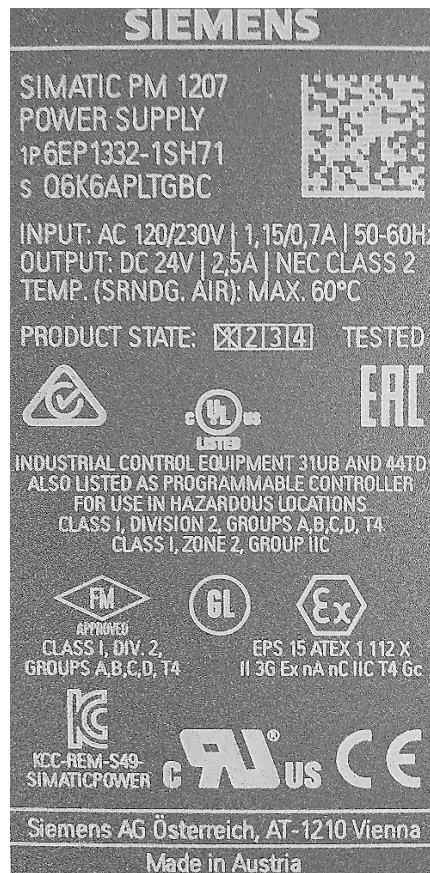 SIEMENS
SIMATIC PM 1207
POWER SUPPLY
1P 6EP1332-1SH71
S Q6K6APLTGBC
INPUT: AC 120/230V | 1,15/0,7A | 50-60Hz
OUTPUT: DC 24V | 2,5A | NEC CLASS 2
TEMP. (SRNDG. AIR): MAX. 60°C
PRODUCT STATE: X 2 3 4 TESTED
EAC
C UL US
LISTED
INDUSTRIAL CONTROL EQUIPMENT 31UB AND 44TD
ALSO LISTED AS PROGRAMMABLE CONTROLLER
FOR USE IN HAZARDOUS LOCATIONS
CLASS I, DIVISION 2, GROUPS A,B,C,D, T4
CLASS I, ZONE 2, GROUP IIC
FM
APPROVED
CLASS I, DIV. 2,
GROUPS A,B,C,D, T4
GL
Ex
EPS 15 ATEX 1 112 X
II 3G Ex nA nC IIC T4 Gc
KCC-REM-S49-
SIMATICPOWER
C RU ® US CE
Siemens AG Österreich, AT-1210 Vienna
Made in Austria